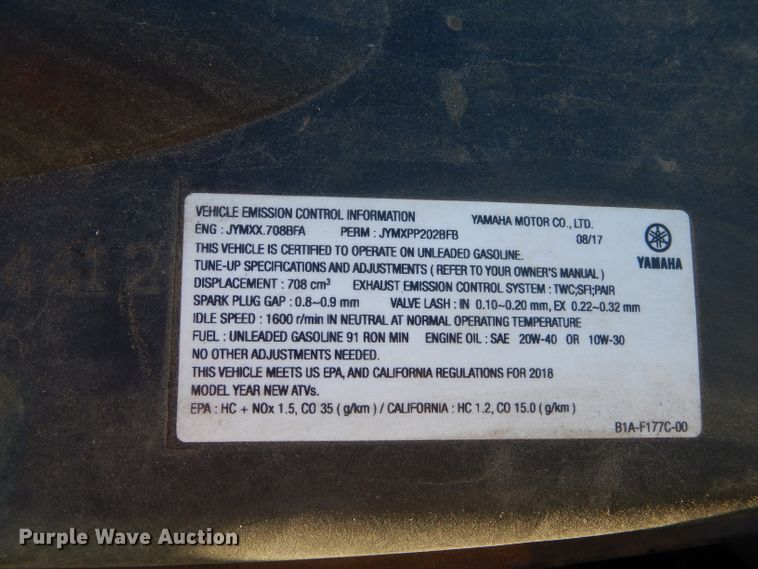 VEHICLE EMISSION CONTROL INFORMATION YAMAHA MOTOR CO., LTD.
ENG : JYMXX.708BFA PERM : JYMXPP202BFB 08/17
THIS VEHICLE IS CERTIFIED TO OPERATE ON UNLEADED GASOLINE.
YAMAHA
TUNE-UP SPECIFICATIONS AND ADJUSTMENTS ( REFER TO YOUR OWNER'S MANUAL )
DISPLACEMENT : 708 cm³ EXHAUST EMISSION CONTROL SYSTEM : TWC;SFI;PAIR
SPARK PLUG GAP : 0.8~0.9 mm VALVE LASH : IN 0.10~0.20 mm, EX 0.22~0.32 mm
IDLE SPEED : 1600 r/min IN NEUTRAL AT NORMAL OPERATING TEMPERATURE
FUEL : UNLEADED GASOLINE 91 RON MIN ENGINE OIL : SAE 20W-40 OR 10W-30
NO OTHER ADJUSTMENTS NEEDED.
THIS VEHICLE MEETS US EPA, AND CALIFORNIA REGULATIONS FOR 2018
MODEL YEAR NEW ATVs.
EPA : HC + NOx 1.5, CO 35 ( g/km ) / CALIFORNIA : HC 1.2, CO 15.0 ( g/km )
B1A-F177C-00
Purple Wave Auction